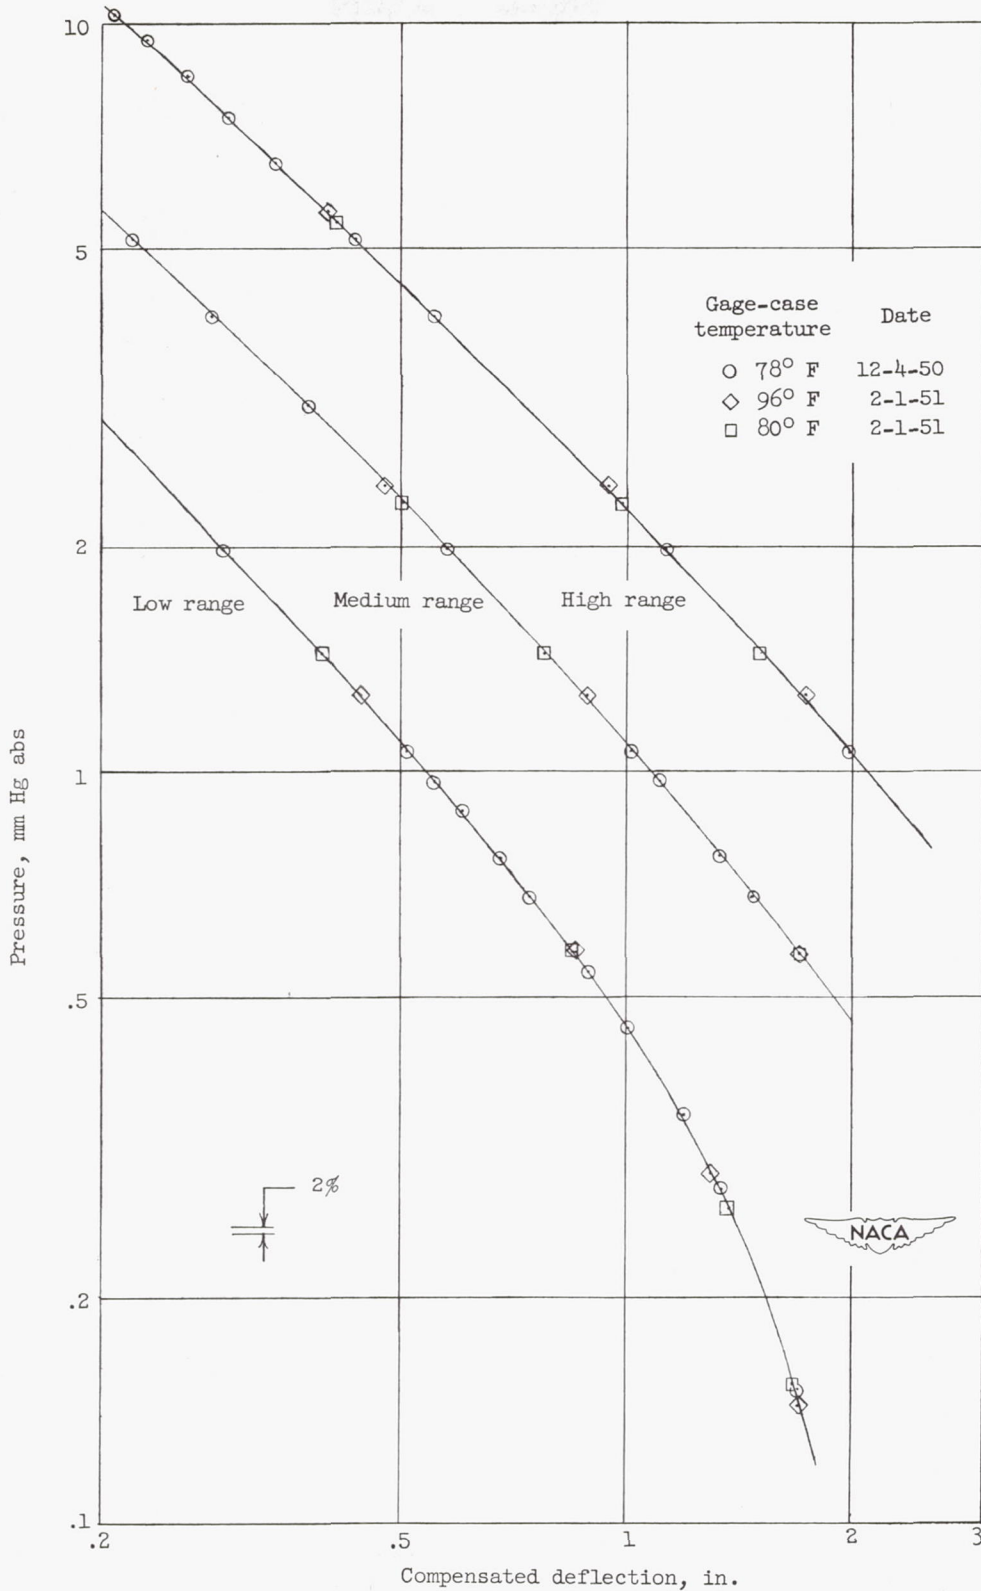 10
5
Gage-case
temperature
Date
78° F 12-4-50
96° F 2-1-51
80° F 2-1-51
2
Low range
Medium range
High range
1
Pressure, mm Hg abs
.5
2%
NACA
.2
.1
.2
.5
1
2
3
Compensated deflection, in.